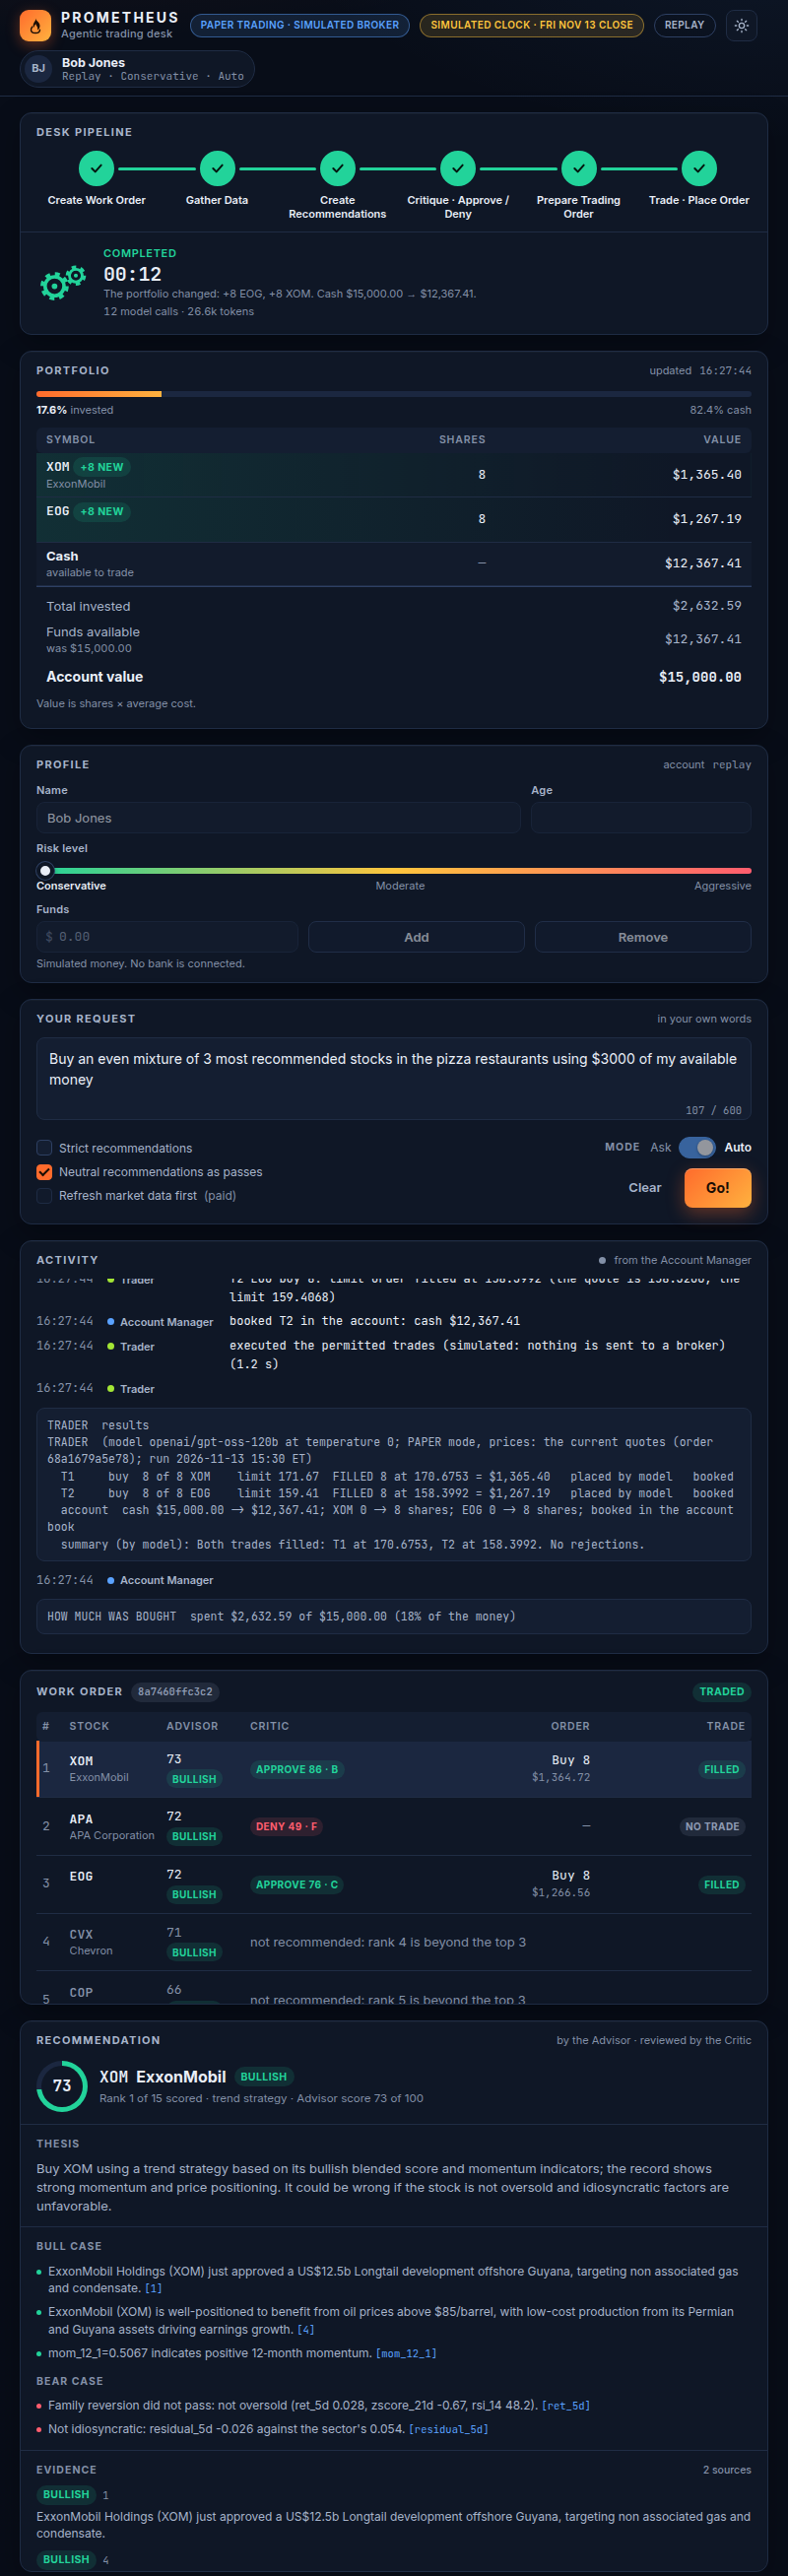 PROMETHEUS
Agentic trading desk
PAPER TRADING · SIMULATED BROKER
SIMULATED CLOCK · FRI NOV 13 CLOSE
REPLAY
BJ
Bob Jones
Replay · Conservative · Auto
DESK PIPELINE
Create Work Order
Gather Data
Create Recommendations
Critique · Approve / Deny
Prepare Trading Order
Trade · Place Order
COMPLETED
00:12
The portfolio changed: +8 EOG, +8 XOM. Cash $15,000.00 → $12,367.41.
12 model calls · 26.6k tokens
PORTFOLIO
updated 16:27:44
17.6% invested
82.4% cash
SYMBOL SHARES VALUE
XOM +8 NEW 8 $1,365.40
ExxonMobil
EOG +8 NEW 8 $1,267.19
Cash — $12,367.41
available to trade
Total invested $2,632.59
Funds available $12,367.41
was $15,000.00
Account value $15,000.00
Value is shares × average cost.
PROFILE
account replay
Name Age
Bob Jones
Risk level
Conservative Moderate Aggressive
Funds
$ 0.00 Add Remove
Simulated money. No bank is connected.
YOUR REQUEST
in your own words
Buy an even mixture of 3 most recommended stocks in the pizza restaurants using $3000 of my available
money
107 / 600
Strict recommendations
MODE Ask Auto
Neutral recommendations as passes
Refresh market data first (paid)
Clear Go!
ACTIVITY
from the Account Manager
16:27:44 Trader T2 EOG buy 8: limit order filled at 158.3992 (the quote is 158.3200, the
limit 159.4068)
16:27:44 Account Manager booked T2 in the account: cash $12,367.41
16:27:44 Trader executed the permitted trades (simulated: nothing is sent to a broker)
(1.2 s)
16:27:44 Trader
TRADER results
TRADER (model openai/gpt-oss-120b at temperature 0; PAPER mode, prices: the current quotes (order
68a1679a5e78); run 2026-11-13 15:30 ET)
T1 buy 8 of 8 XOM limit 171.67 FILLED 8 at 170.6753 = $1,365.40 placed by model booked
T2 buy 8 of 8 EOG limit 159.41 FILLED 8 at 158.3992 = $1,267.19 placed by model booked
account cash $15,000.00 → $12,367.41; XOM 0 → 8 shares; EOG 0 → 8 shares; booked in the account
book
summary (by model): Both trades filled: T1 at 170.6753, T2 at 158.3992. No rejections.
16:27:44 Account Manager
HOW MUCH WAS BOUGHT spent $2,632.59 of $15,000.00 (18% of the money)
WORK ORDER 8a7460ffc3c2
TRADED
# STOCK ADVISOR CRITIC ORDER TRADE
1 XOM ExxonMobil 73 BULLISH APPROVE 86 · B Buy 8 $1,364.72 FILLED
2 APA APA Corporation 72 BULLISH DENY 49 · F — NO TRADE
3 EOG 72 BULLISH APPROVE 76 · C Buy 8 $1,266.56 FILLED
4 CVX Chevron 71 BULLISH not recommended: rank 4 is beyond the top 3
5 COP 66 not recommended: rank 5 is beyond the top 3
RECOMMENDATION
by the Advisor · reviewed by the Critic
73
XOM ExxonMobil BULLISH
Rank 1 of 15 scored · trend strategy · Advisor score 73 of 100
THESIS
Buy XOM using a trend strategy based on its bullish blended score and momentum indicators; the record shows
strong momentum and price positioning. It could be wrong if the stock is not oversold and idiosyncratic factors are
unfavorable.
BULL CASE
ExxonMobil Holdings (XOM) just approved a US$12.5b Longtail development offshore Guyana, targeting non associated gas
and condensate. [1]
ExxonMobil (XOM) is well-positioned to benefit from oil prices above $85/barrel, with low-cost production from its Permian
and Guyana assets driving earnings growth. [4]
mom_12_1=0.5067 indicates positive 12-month momentum. [mom_12_1]
BEAR CASE
Family reversion did not pass: not oversold (ret_5d 0.028, zscore_21d -0.67, rsi_14 48.2). [ret_5d]
Not idiosyncratic: residual_5d -0.026 against the sector's 0.054. [residual_5d]
EVIDENCE
2 sources
BULLISH 1
ExxonMobil Holdings (XOM) just approved a US$12.5b Longtail development offshore Guyana, targeting non associated gas and
condensate.
BULLISH 4